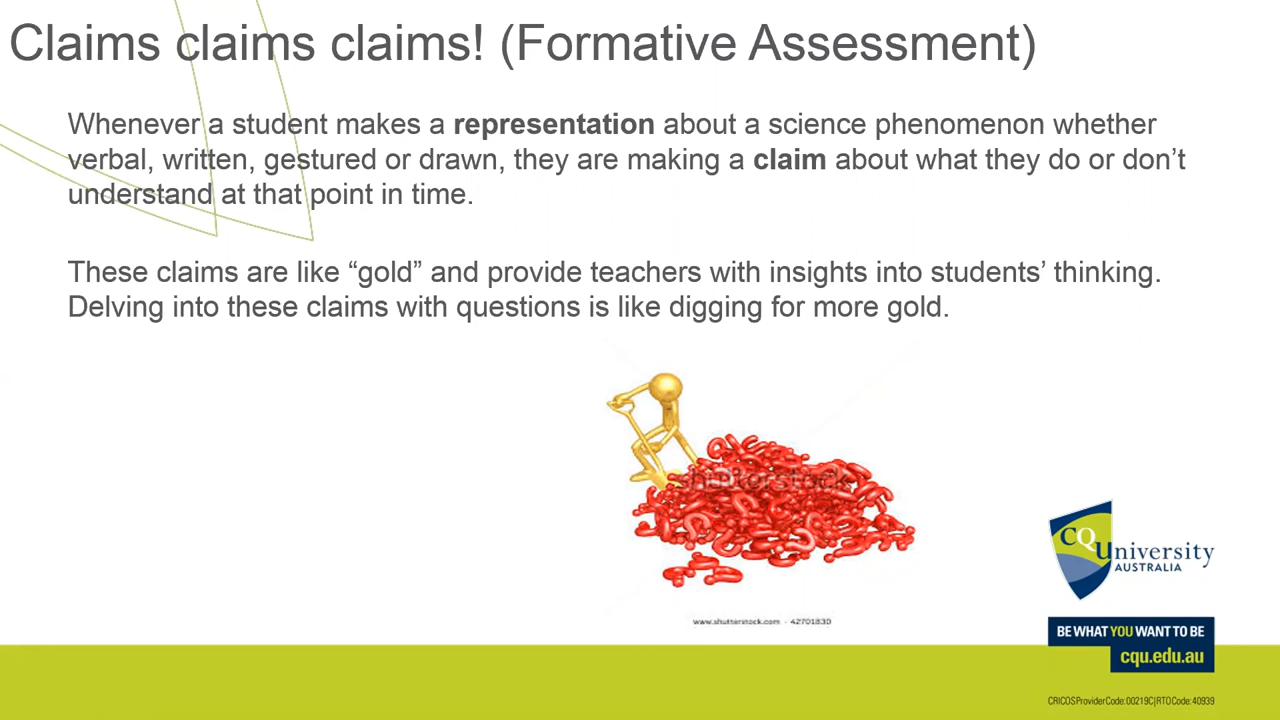 Claims claims claims! (Formative Assessment)
Whenever a student makes a representation about a science phenomenon whether
verbal, written, gestured or drawn, they are making a claim about what they do or don’t
understand at that point in time.
These claims are like “gold” and provide teachers with insights into students’ thinking.
Delving into these claims with questions is like digging for more gold.
shutterstock
www.shutterstock.com · 42701830
CQUniversity
AUSTRALIA
BE WHAT YOU WANT TO BE
cqu.edu.au
CRICOS Provider Code: 00219C | RTO Code: 40939